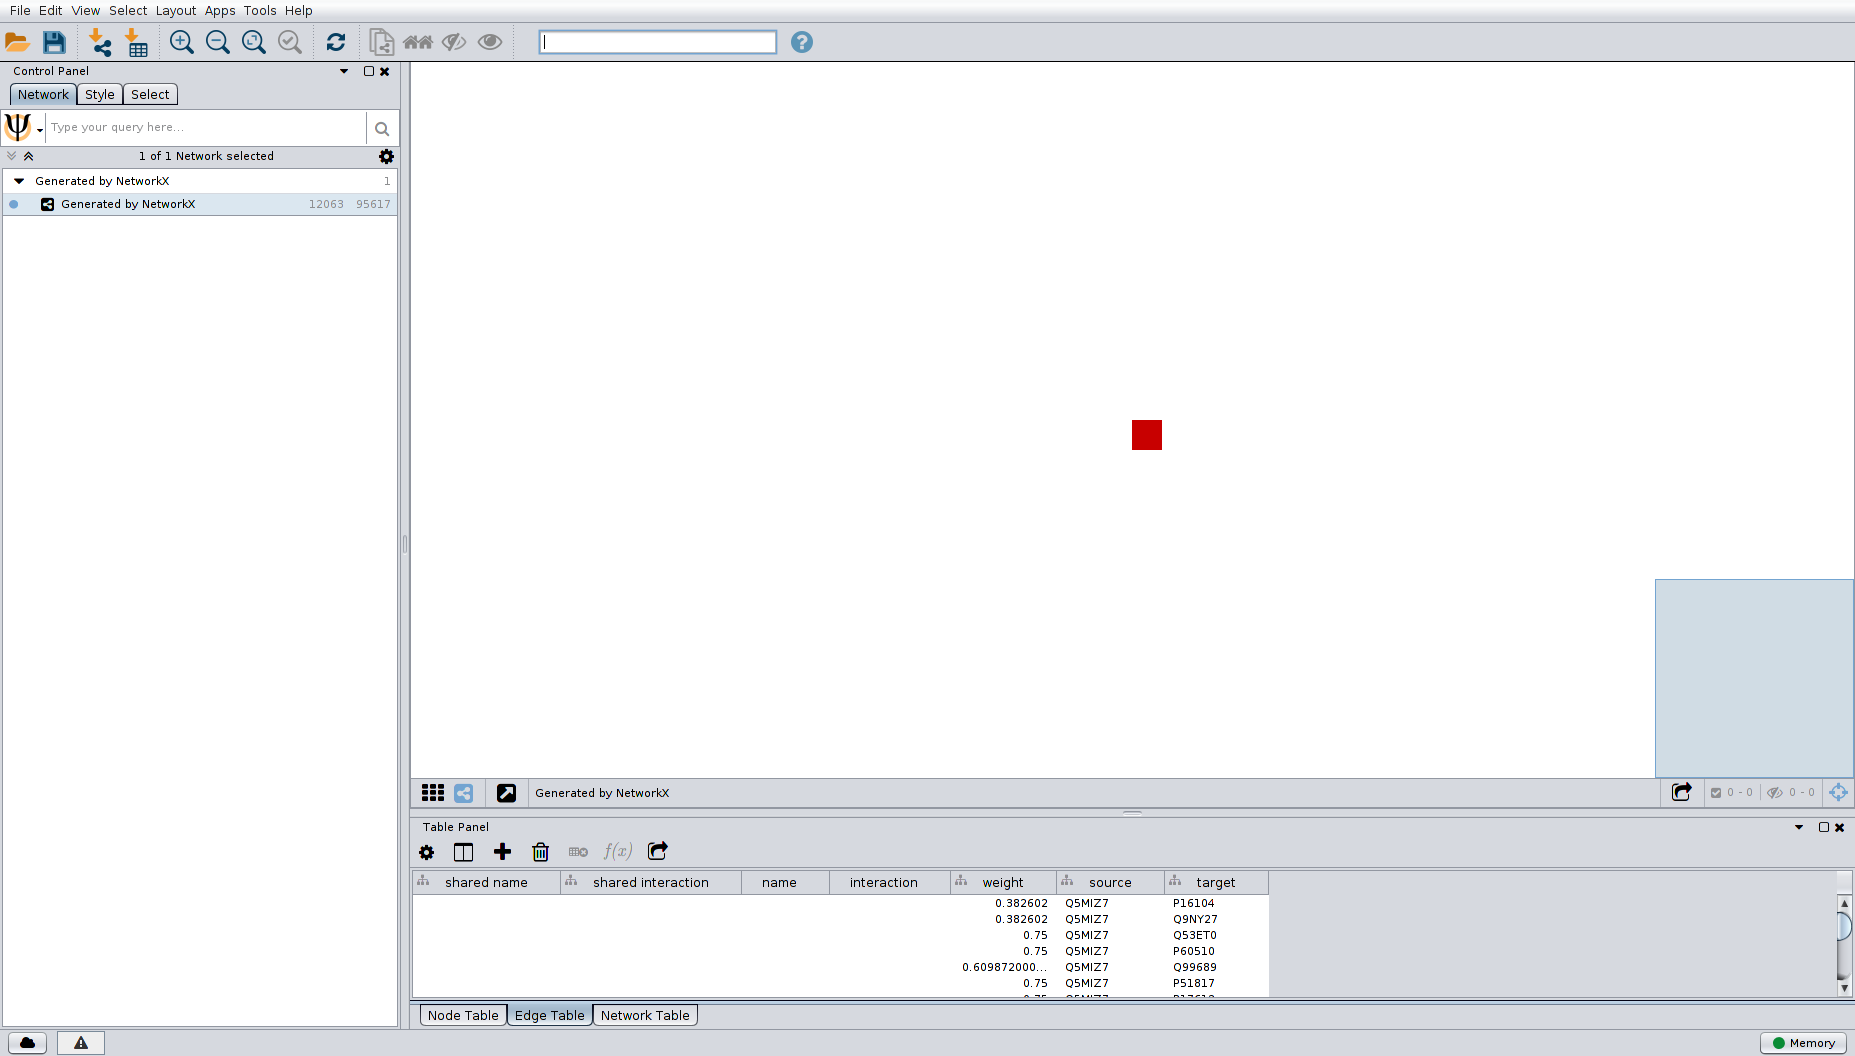 File Edit View Select Layout Apps Tools Help
Control Panel
Network Style Select
Type your query here...
1 of 1 Network selected
Generated by NetworkX 1
Generated by NetworkX 12063 95617
Generated by NetworkX
0 - 0 0 - 0
Table Panel
f(x)
shared name shared interaction name interaction weight source target
0.382602 Q5MIZ7 P16104
0.382602 Q5MIZ7 Q9NY27
0.75 Q5MIZ7 Q53ET0
0.75 Q5MIZ7 P60510
0.609872000... Q5MIZ7 Q99689
0.75 Q5MIZ7 P51817
0.75 Q5MIZ7
Node Table Edge Table Network Table
Memory